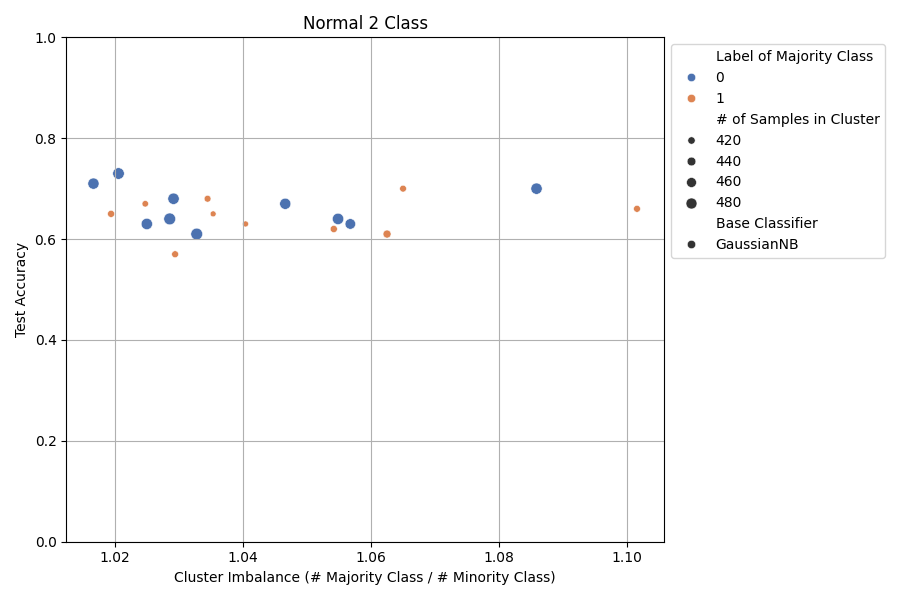 Normal 2 Class
1.0
0.8
0.6
0.4
0.2
0.0
Test Accuracy
1.02
1.04
1.06
1.08
1.10
Cluster Imbalance (# Majority Class / # Minority Class)
Label of Majority Class
0
1
# of Samples in Cluster
420
440
460
480
Base Classifier
GaussianNB